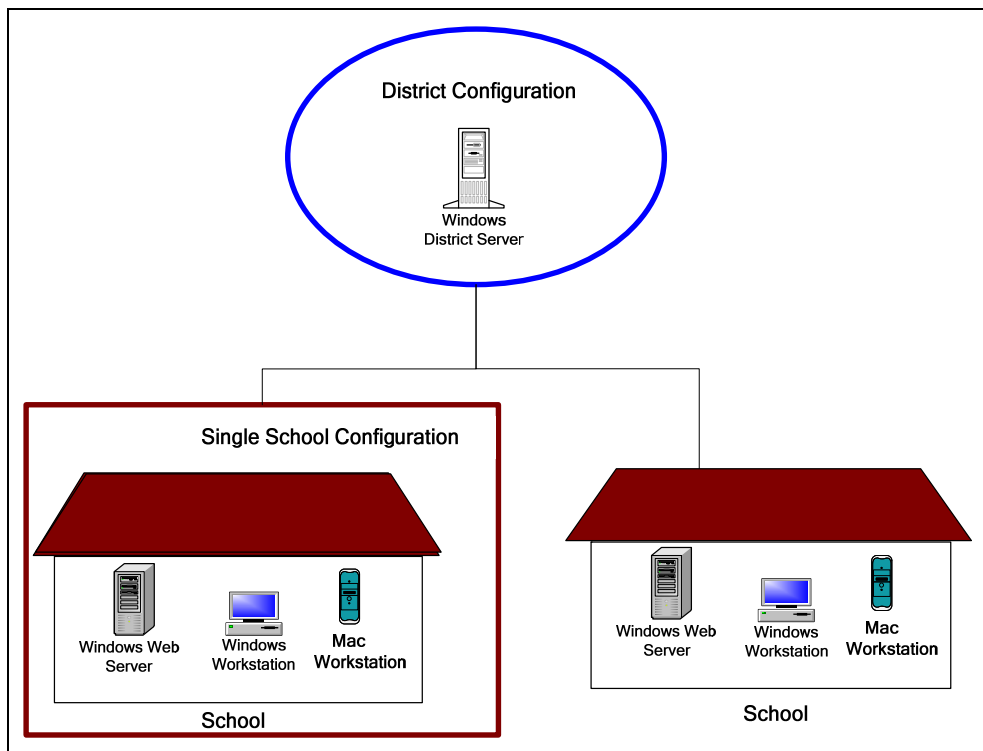 District Configuration
Windows
District Server
Single School Configuration
Windows Web
Server
Windows
Workstation
Mac
Workstation
School
Windows Web
Server
Windows
Workstation
Mac
Workstation
School